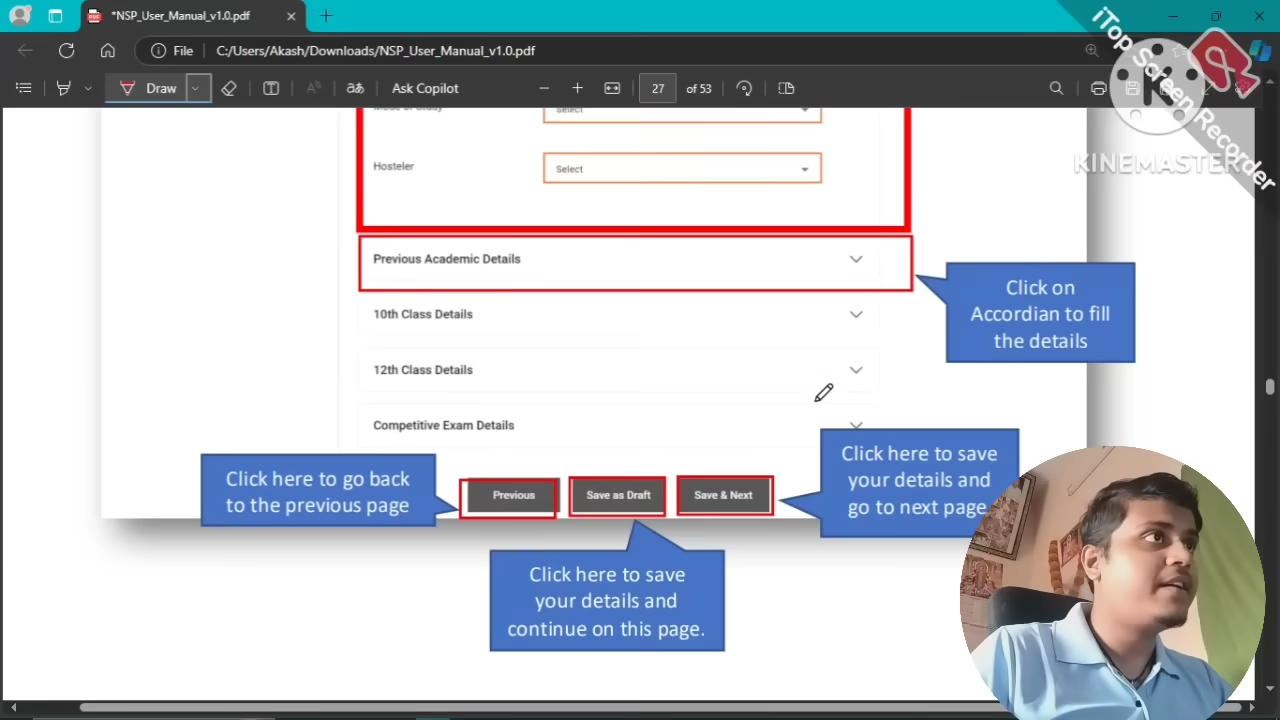 *NSP_User_Manual_v1.0.pdf
File
C:/Users/Akash/Downloads/NSP_User_Manual_v1.0.pdf
Draw
Ask Copilot
27
of 53
iTop Screen Recorder
KINEMASTER
Select
Hosteler
Select
Previous Academic Details
10th Class Details
12th Class Details
Competitive Exam Details
Click on
Accordian to fill
the details
Click here to go back
to the previous page
Previous
Save as Draft
Save & Next
Click here to save
your details and
go to next page
Click here to save
your details and
continue on this page.